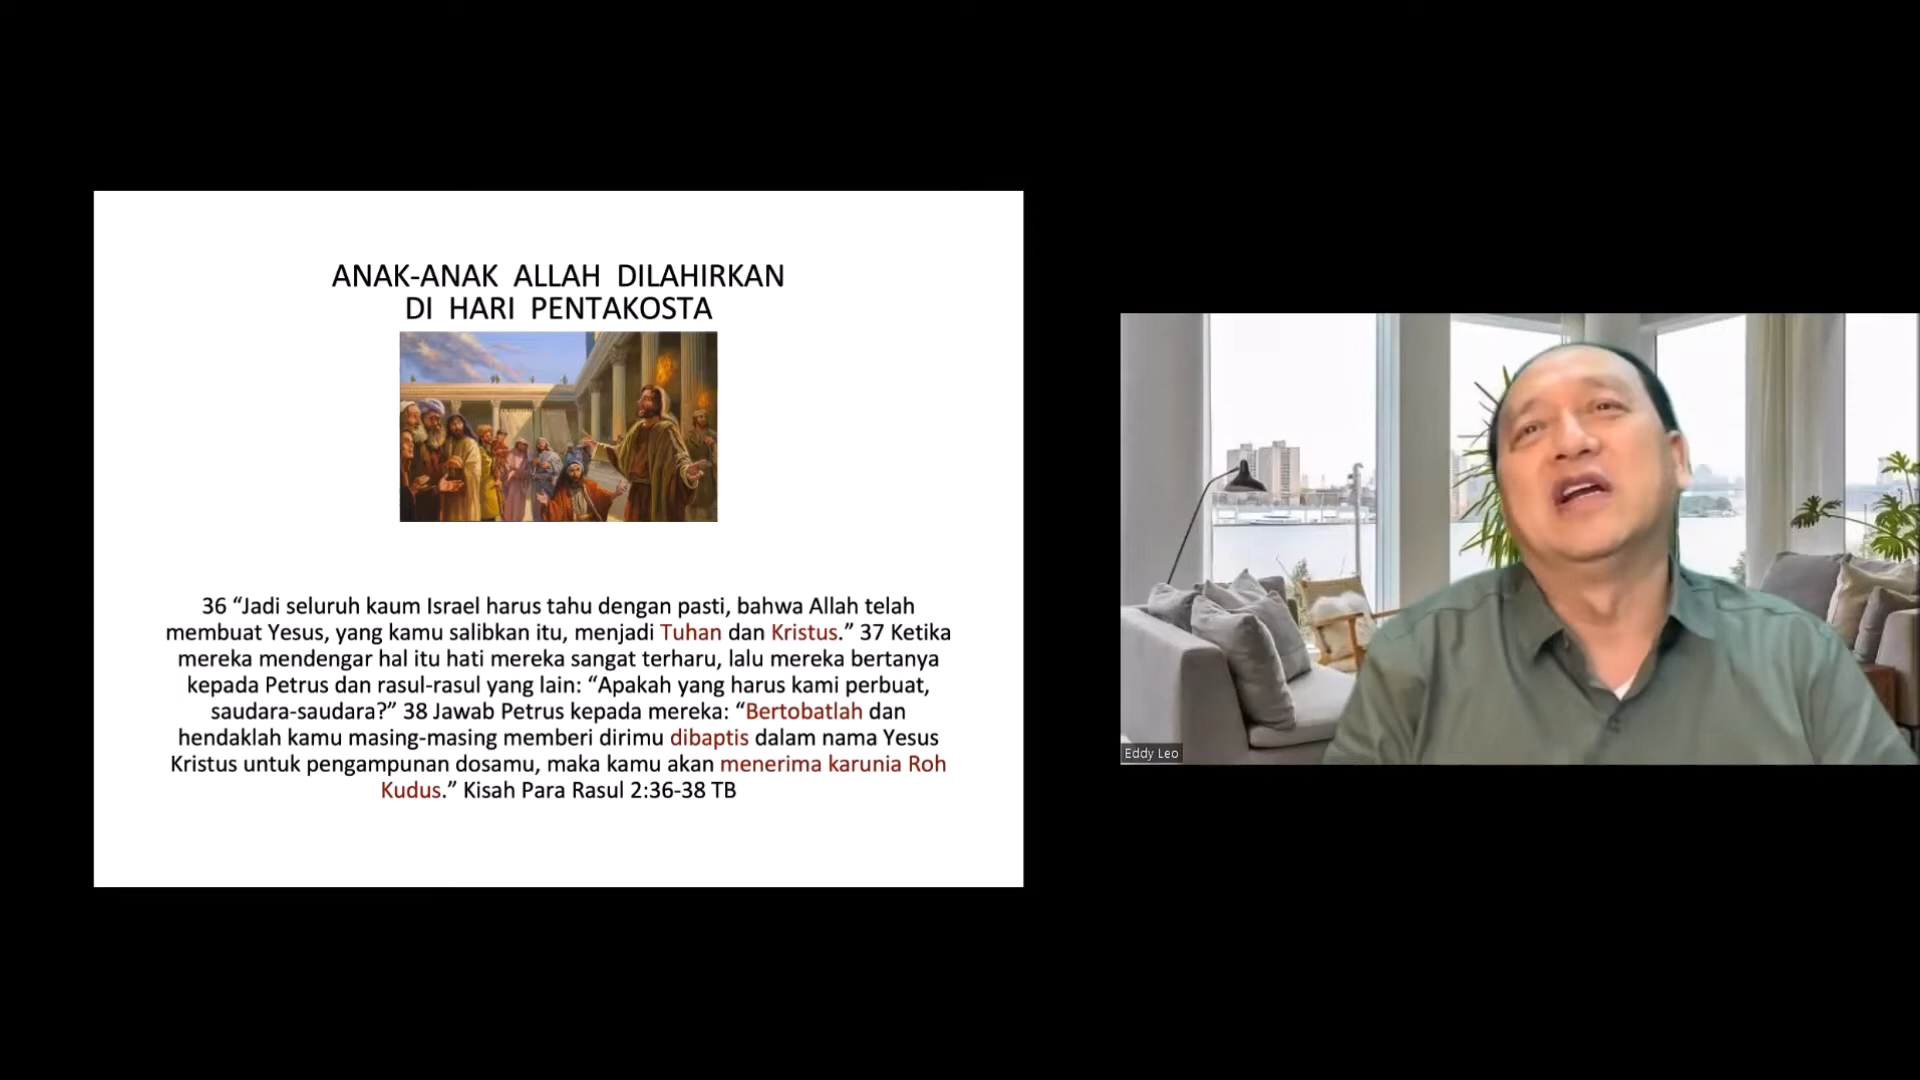 ANAK-ANAK ALLAH DILAHIRKAN
DI HARI PENTAKOSTA
36 “Jadi seluruh kaum Israel harus tahu dengan pasti, bahwa Allah telah
membuat Yesus, yang kamu salibkan itu, menjadi Tuhan dan Kristus.” 37 Ketika
mereka mendengar hal itu hati mereka sangat terharu, lalu mereka bertanya
kepada Petrus dan rasul-rasul yang lain: “Apakah yang harus kami perbuat,
saudara-saudara?” 38 Jawab Petrus kepada mereka: “Bertobatlah dan
hendaklah kamu masing-masing memberi dirimu dibaptis dalam nama Yesus
Kristus untuk pengampunan dosamu, maka kamu akan menerima karunia Roh
Kudus.” Kisah Para Rasul 2:36-38 TB
Eddy Leo